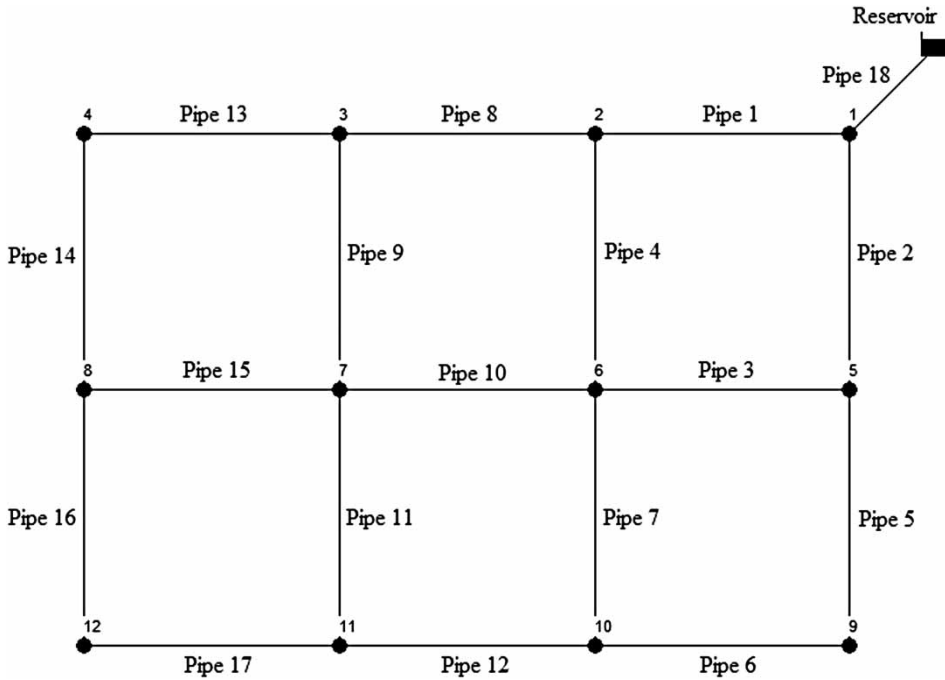 Reservoir
Pipe 18
4
Pipe 13
3
Pipe 8
2
Pipe 1
1
Pipe 14
Pipe 9
Pipe 4
Pipe 2
8
Pipe 15
7
Pipe 10
6
Pipe 3
5
Pipe 16
Pipe 11
Pipe 7
Pipe 5
12
Pipe 17
11
Pipe 12
10
Pipe 6
9